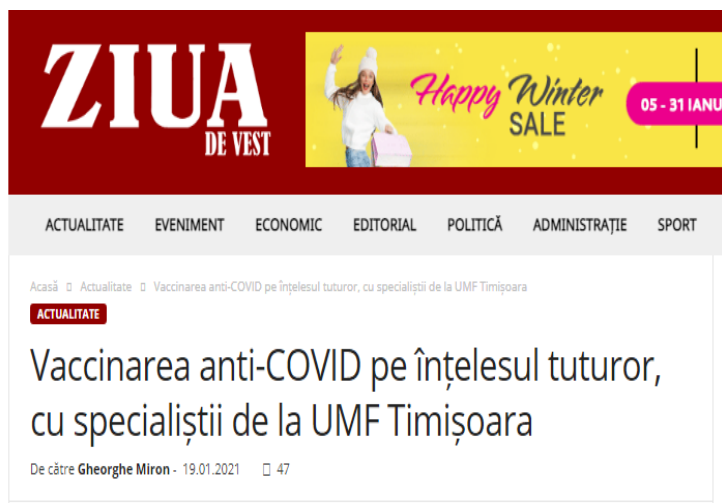 ZIUA
DE VEST
Happy Winter
SALE
05 - 31 IANU
ACTUALITATE EVENIMENT ECONOMIC EDITORIAL POLITICĂ ADMINISTRAȚIE SPORT
Acasă Actualitate Vaccinarea anti-COVID pe înțelesul tuturor, cu specialiștii de la UMF Timișoara
ACTUALITATE
Vaccinarea anti-COVID pe înțelesul tuturor,
cu specialiștii de la UMF Timișoara
De către Gheorghe Miron - 19.01.2021 47